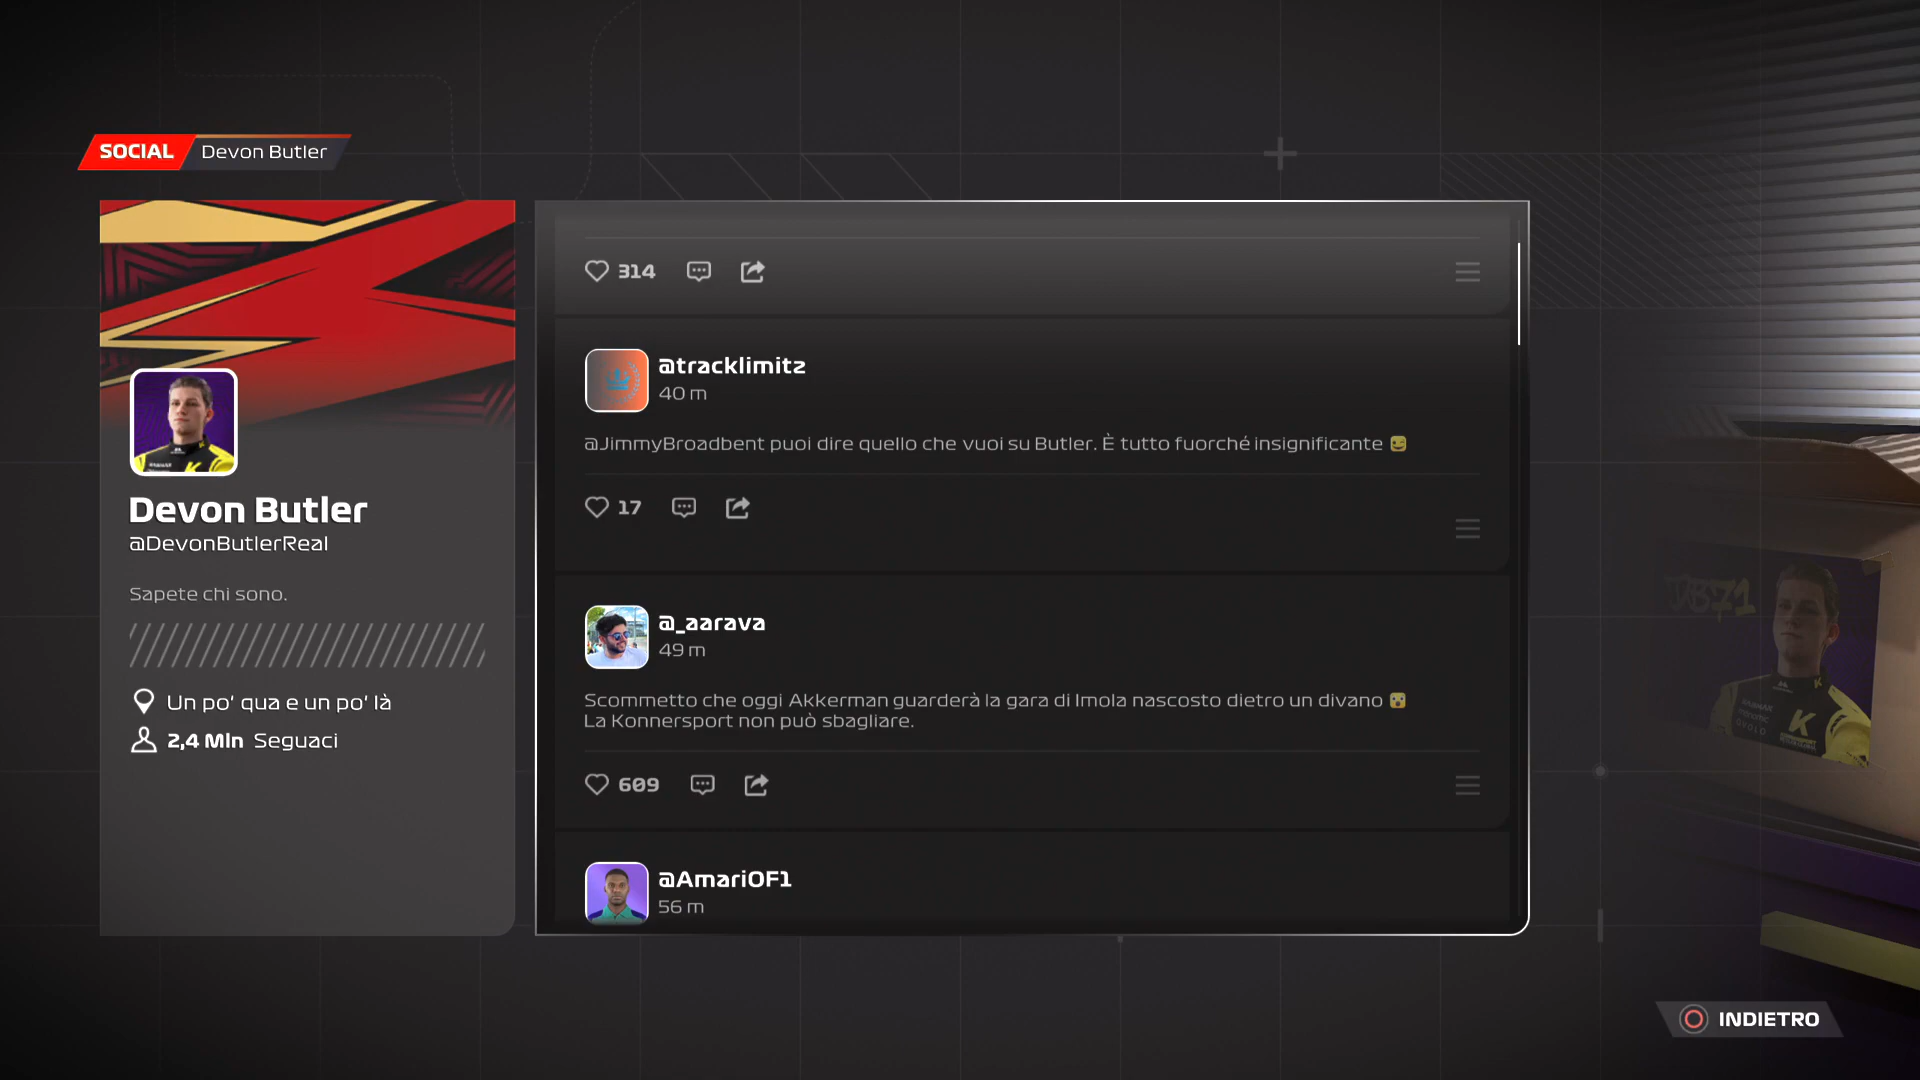 SOCIAL
Devon Butler
Devon Butler
@DevonButlerReal
Sapete chi sono.
Un po' qua e un po' là
2,4 Mln Seguaci
314
@tracklimitz
40 m
@JimmyBroadbent puoi dire quello che vuoi su Butler. È tutto fuorché insignificante
17
@_aarava
49 m
Scommetto che oggi Akkerman guarderà la gara di Imola nascosto dietro un divano
La Konnersport non può sbagliare.
609
@AmariOF1
56 m
DB71
K
INDIETRO